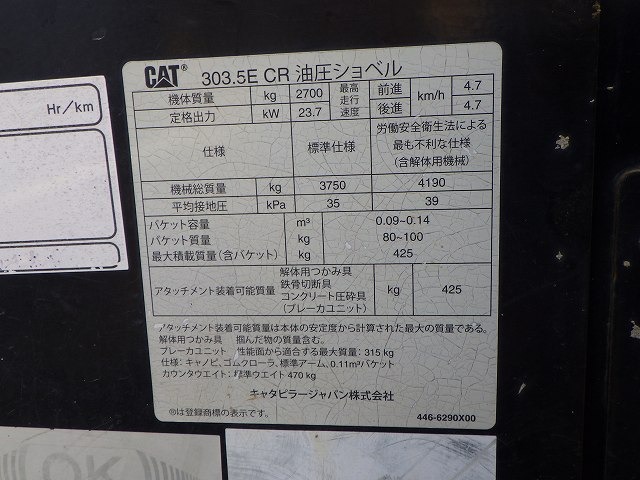 Hr/km
CAT® 303.5E CR 油圧ショベル
機体質量 kg 2700 最高走行速度 前進 km/h 4.7
定格出力 kW 23.7 後進 4.7
仕様 標準仕様 労働安全衛生法による
最も不利な仕様
(含解体用機械)
機械総質量 kg 3750 4190
平均接地圧 kPa 35 39
バケット容量 m³ 0.09~0.14
バケット質量 kg 80~100
最大積載質量(含バケット) kg 425
アタッチメント装着可能質量 解体用つかみ具
鉄骨切断具
コンクリート圧砕具
(ブレーカユニット) kg 425
アタッチメント装着可能質量は本体の安定度から計算された最大の質量である。
解体用つかみ具 掴んだ物の質量含む。
ブレーカユニット 性能面から適合する最大質量: 315 kg
仕様: キャノピ、ゴムクローラ、標準アーム、0.11m³バケット
カウンタウエイト: 標準ウエイト 470 kg
キャタピラージャパン株式会社
®は登録商標の表示です。 446-6290X00
OK